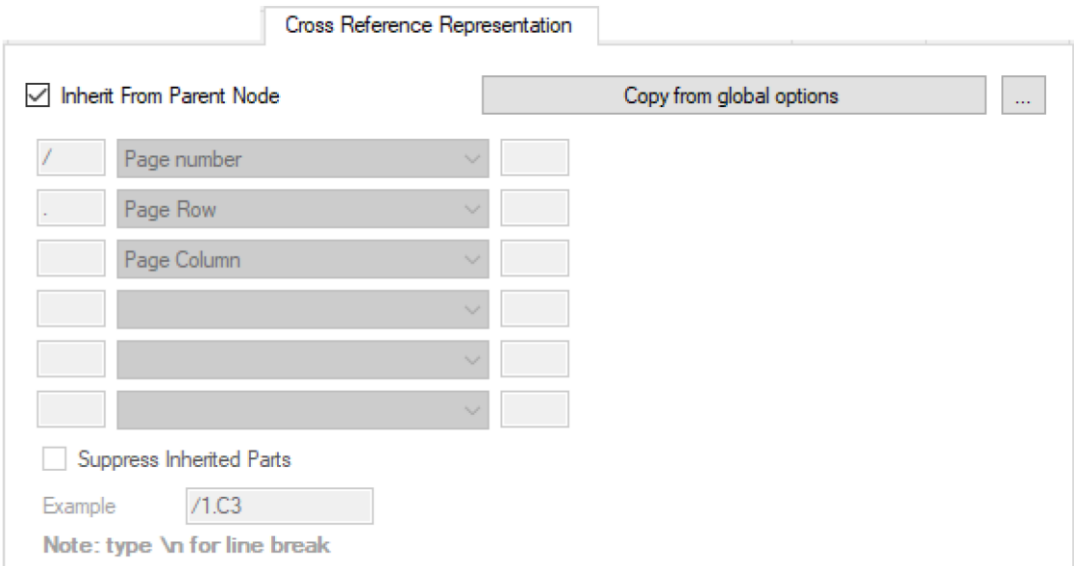 Cross Reference Representation
Inherit From Parent Node Copy from global options ...
/ Page number
. Page Row
Page Column
Suppress Inherited Parts
Example /1.C3
Note: type \n for line break